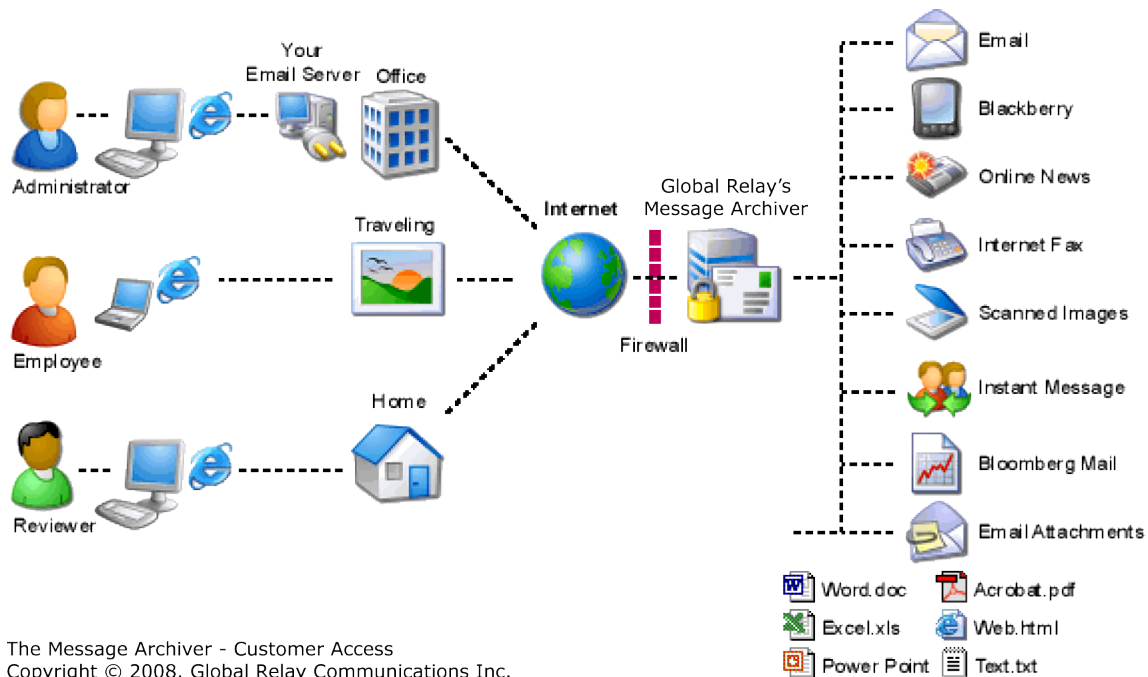 Your
Email Server
Office
Administrator
Traveling
Employee
Home
Reviewer
Internet
Firewall
Global Relay's
Message Archiver
Email
Blackberry
Online News
Internet Fax
Scanned Images
Instant Message
Bloomberg Mail
Email Attachments
Word.doc
Acrobat.pdf
Excel.xls
Web.html
Power Point
Text.txt
The Message Archiver - Customer Access
Copyright © 2008, Global Relay Communications Inc.